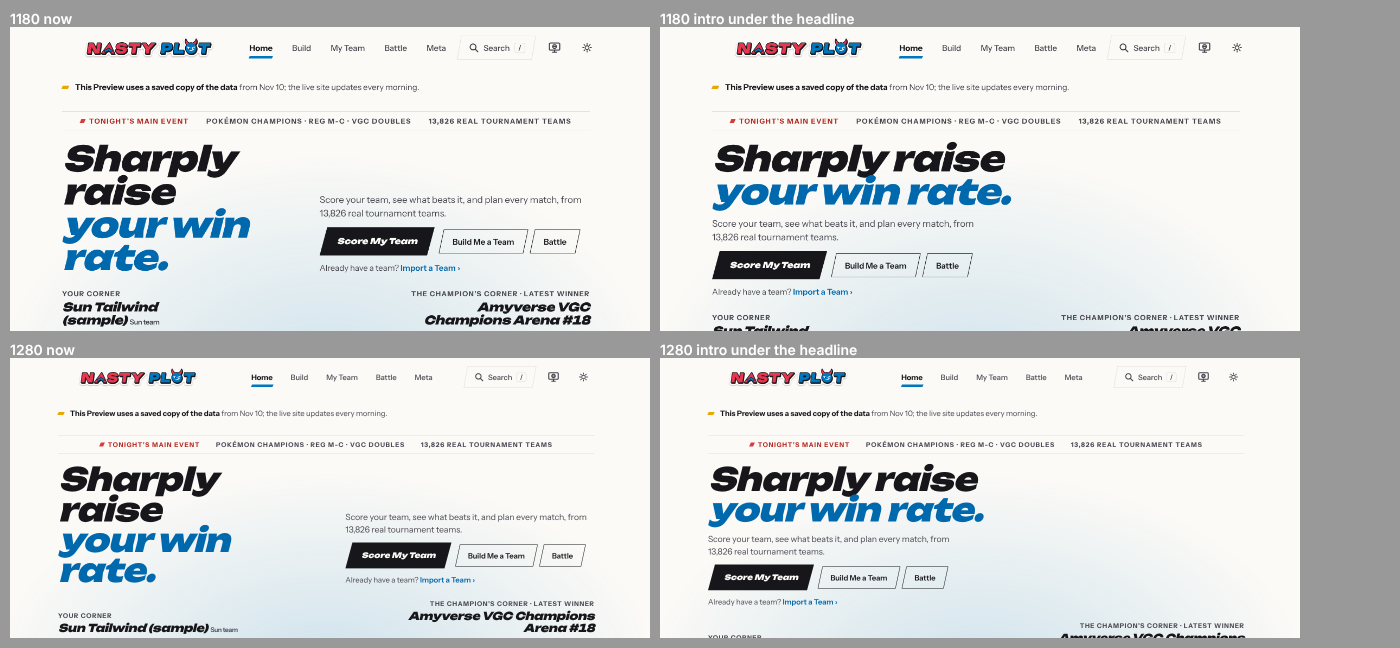 1180 now
NASTY PLOT
Home Build My Team Battle Meta Search /
This Preview uses a saved copy of the data from Nov 10; the live site updates every morning.
TONIGHT'S MAIN EVENT POKÉMON CHAMPIONS · REG M-C · VGC DOUBLES 13,826 REAL TOURNAMENT TEAMS
Sharply
raise
your win
rate.
Score your team, see what beats it, and plan every match, from
13,826 real tournament teams.
Score My Team Build Me a Team Battle
Already have a team? Import a Team ›
YOUR CORNER
Sun Tailwind
(sample) Sun team
THE CHAMPION'S CORNER · LATEST WINNER
Amyverse VGC
Champions Arena #18
1180 intro under the headline
NASTY PLOT
Home Build My Team Battle Meta Search /
This Preview uses a saved copy of the data from Nov 10; the live site updates every morning.
TONIGHT'S MAIN EVENT POKÉMON CHAMPIONS · REG M-C · VGC DOUBLES 13,826 REAL TOURNAMENT TEAMS
Sharply raise
your win rate.
Score your team, see what beats it, and plan every match, from
13,826 real tournament teams.
Score My Team Build Me a Team Battle
Already have a team? Import a Team ›
YOUR CORNER
Sun Tailwind
THE CHAMPION'S CORNER · LATEST WINNER
Amyverse VGC
1280 now
NASTY PLOT
Home Build My Team Battle Meta Search /
This Preview uses a saved copy of the data from Nov 10; the live site updates every morning.
TONIGHT'S MAIN EVENT POKÉMON CHAMPIONS · REG M-C · VGC DOUBLES 13,826 REAL TOURNAMENT TEAMS
Sharply
raise
your win
rate.
Score your team, see what beats it, and plan every match, from
13,826 real tournament teams.
Score My Team Build Me a Team Battle
Already have a team? Import a Team ›
YOUR CORNER
Sun Tailwind (sample) Sun team
THE CHAMPION'S CORNER · LATEST WINNER
Amyverse VGC Champions
Arena #18
1280 intro under the headline
NASTY PLOT
Home Build My Team Battle Meta Search /
This Preview uses a saved copy of the data from Nov 10; the live site updates every morning.
TONIGHT'S MAIN EVENT POKÉMON CHAMPIONS · REG M-C · VGC DOUBLES 13,826 REAL TOURNAMENT TEAMS
Sharply raise
your win rate.
Score your team, see what beats it, and plan every match, from
13,826 real tournament teams.
Score My Team Build Me a Team Battle
Already have a team? Import a Team ›
YOUR CORNER
THE CHAMPION'S CORNER · LATEST WINNER
Amyverse VGC Champions